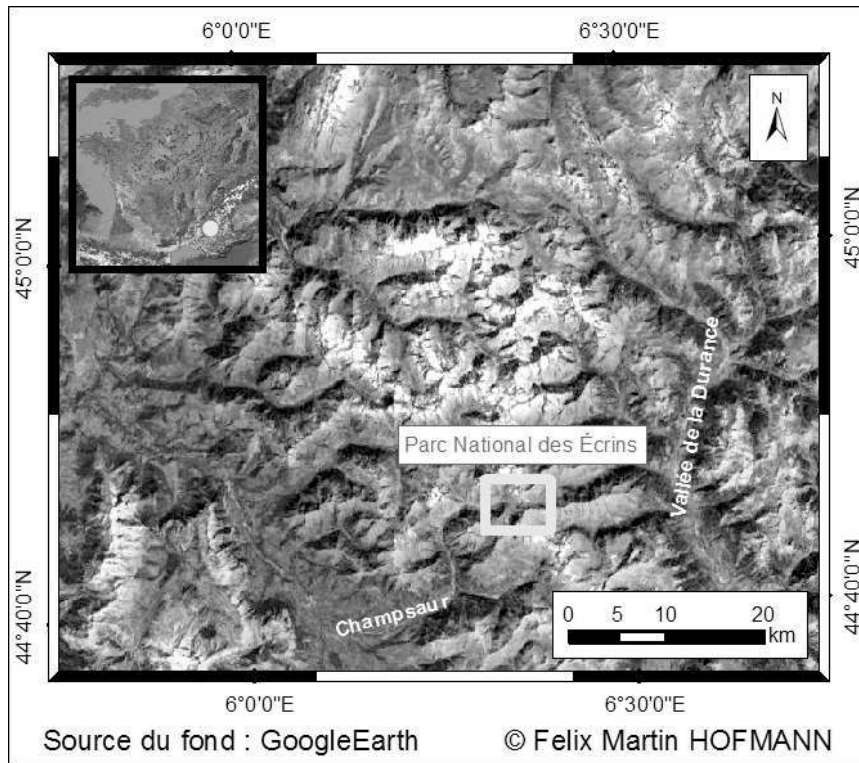 6°0'0"E
6°30'0"E
N
45°0'0"N
45°0'0"N
Vallée de la Durance
Parc National des Écrins
44°40'0"N
44°40'0"N
Champsaur
0 5 10 20
km
6°0'0"E
6°30'0"E
Source du fond : GoogleEarth © Felix Martin HOFMANN